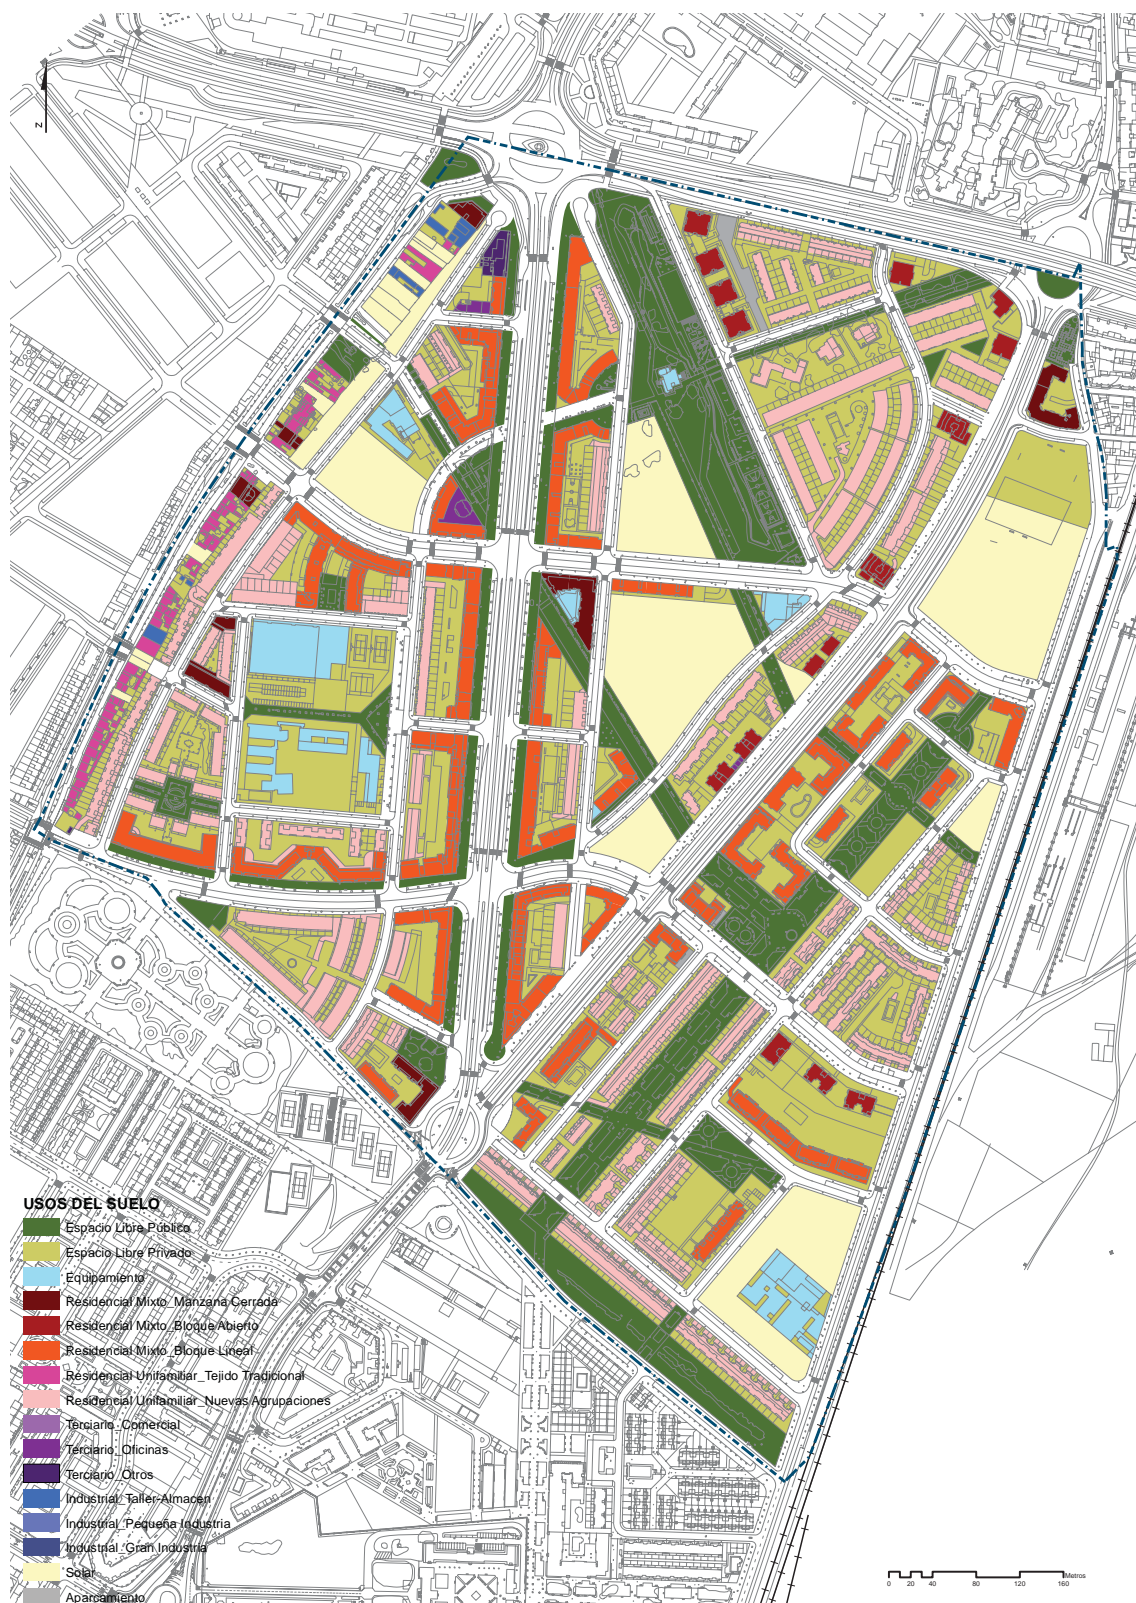 Z
USOS DEL SUELO
Espacio Libre Público
Espacio Libre Privado
Equipamiento
Residencial Mixto_Manzana Cerrada
Residencial Mixto_Bloque Abierto
Residencial Mixto_Bloque Lineal
Residencial Unifamiliar_Tejido Tradicional
Residencial Unifamiliar_Nuevas Agrupaciones
Terciario_Comercial
Terciario_Oficinas
Terciario_Otros
Industrial_Taller-Almacen
Industrial_Pequeña Industria
Industrial_Gran Industria
Solar
Aparcamiento
Metros
0 20 40 80 120 160